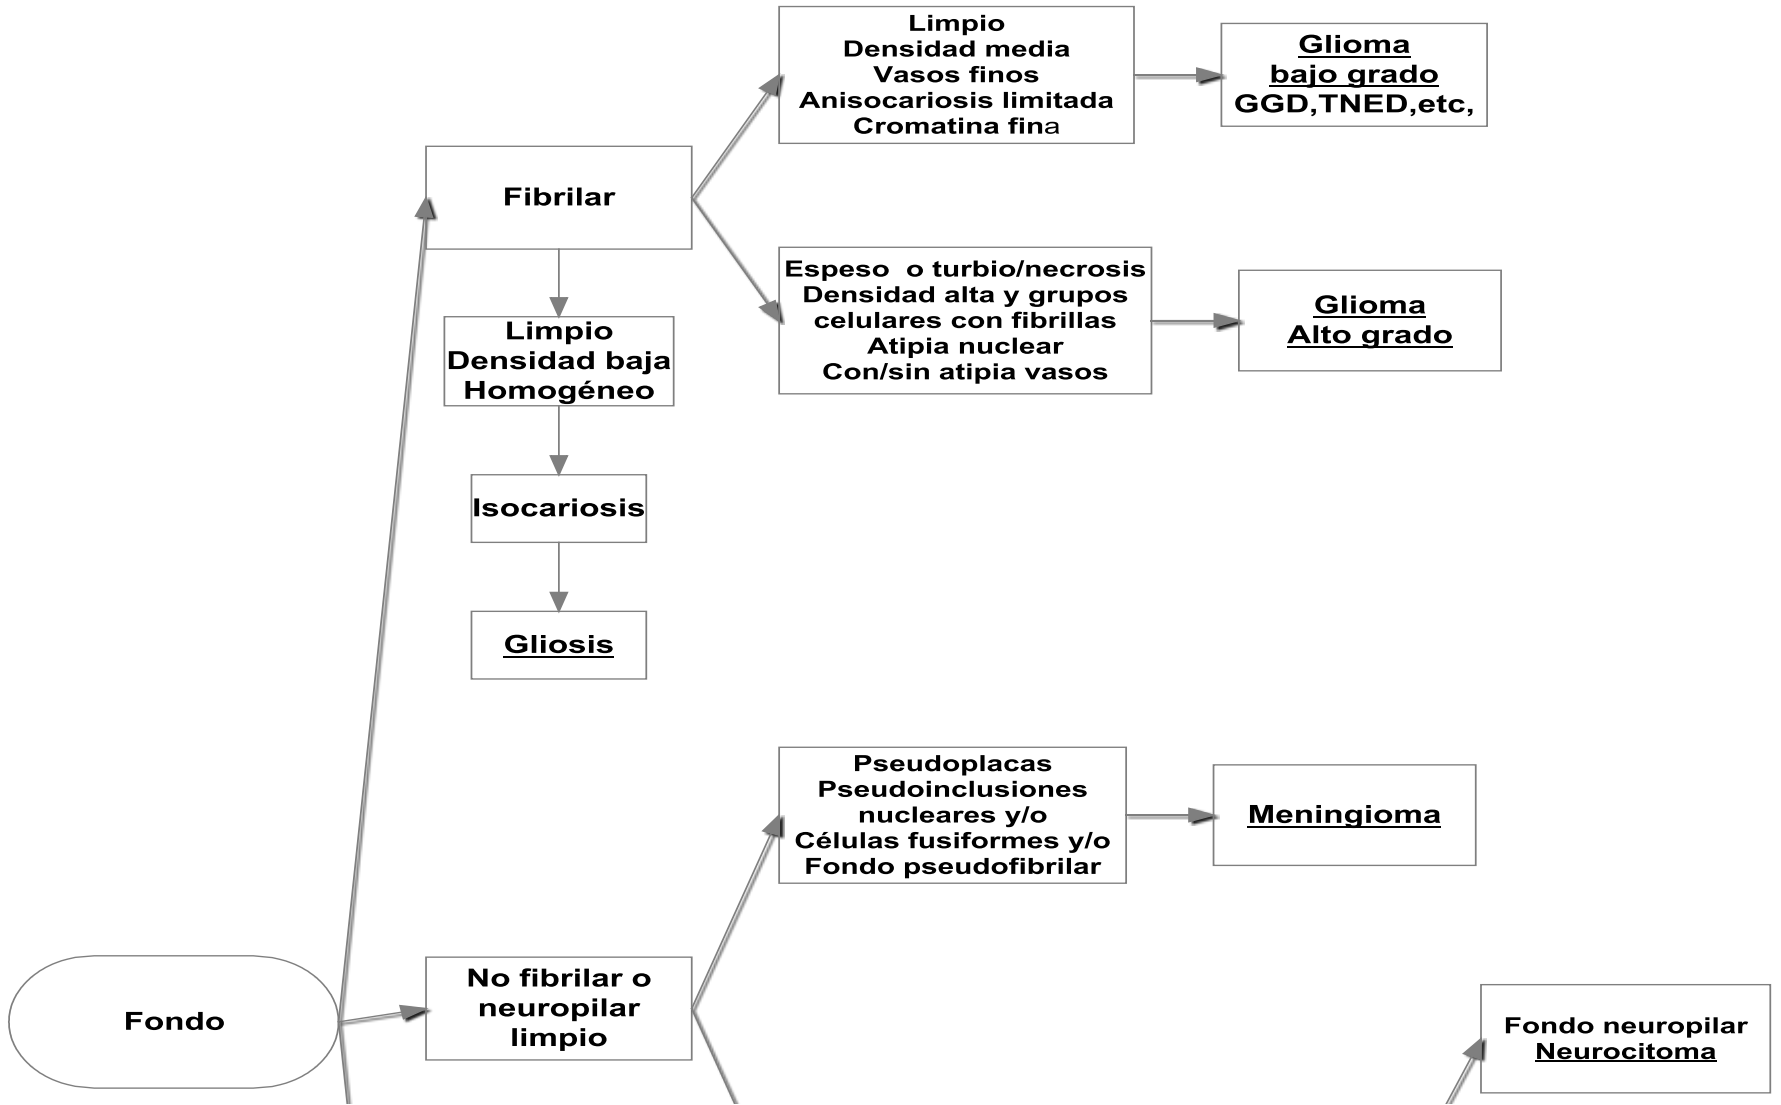 Limpio
Densidad media
Vasos finos
Anisocariosis limitada
Cromatina fina
Glioma
bajo grado
GGD,TNED,etc,
Fibrilar
Espeso  o turbio/necrosis
Densidad alta y grupos
celulares con fibrillas
Atipia nuclear
Con/sin atipia vasos
Glioma
Alto grado
Limpio
Densidad baja
Homogéneo
Isocariosis
Gliosis
Pseudoplacas
Pseudoinclusiones
nucleares y/o
Células fusiformes y/o
Fondo pseudofibrilar
Meningioma
Fondo
No fibrilar o
neuropilar
limpio
Fondo neuropilar
Neurocitoma